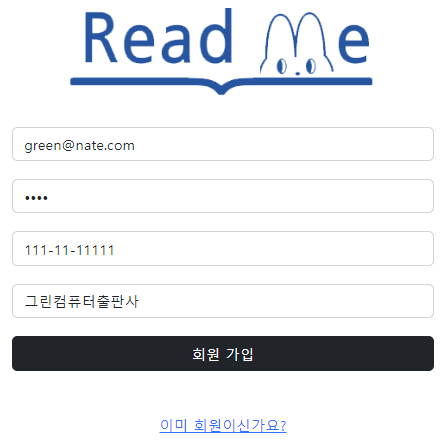 Read Me
green@nate.com
••••
111-11-11111
그린컴퓨터출판사
회원 가입
이미 회원이신가요?